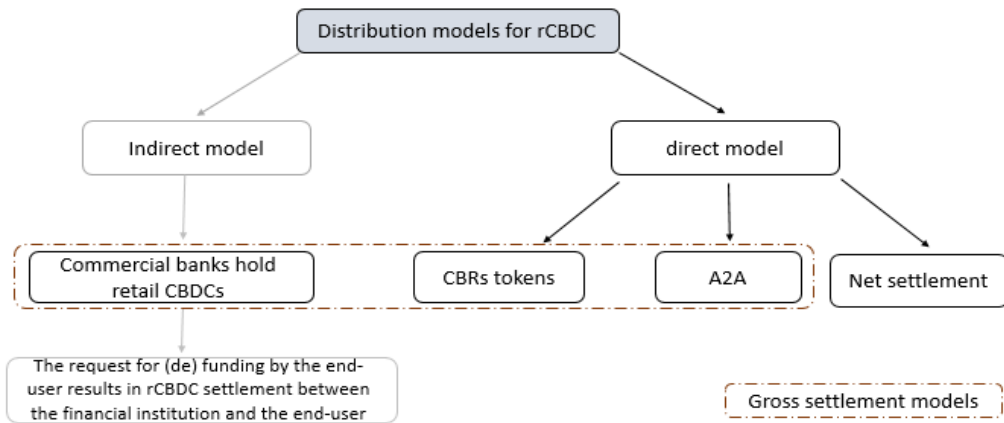 Distribution models for rCBDC
Indirect model
direct model
Commercial banks hold
retail CBDCs
CBRs tokens
A2A
Net settlement
The request for (de) funding by the end-
user results in rCBDC settlement between
the financial institution and the end-user
Gross settlement models